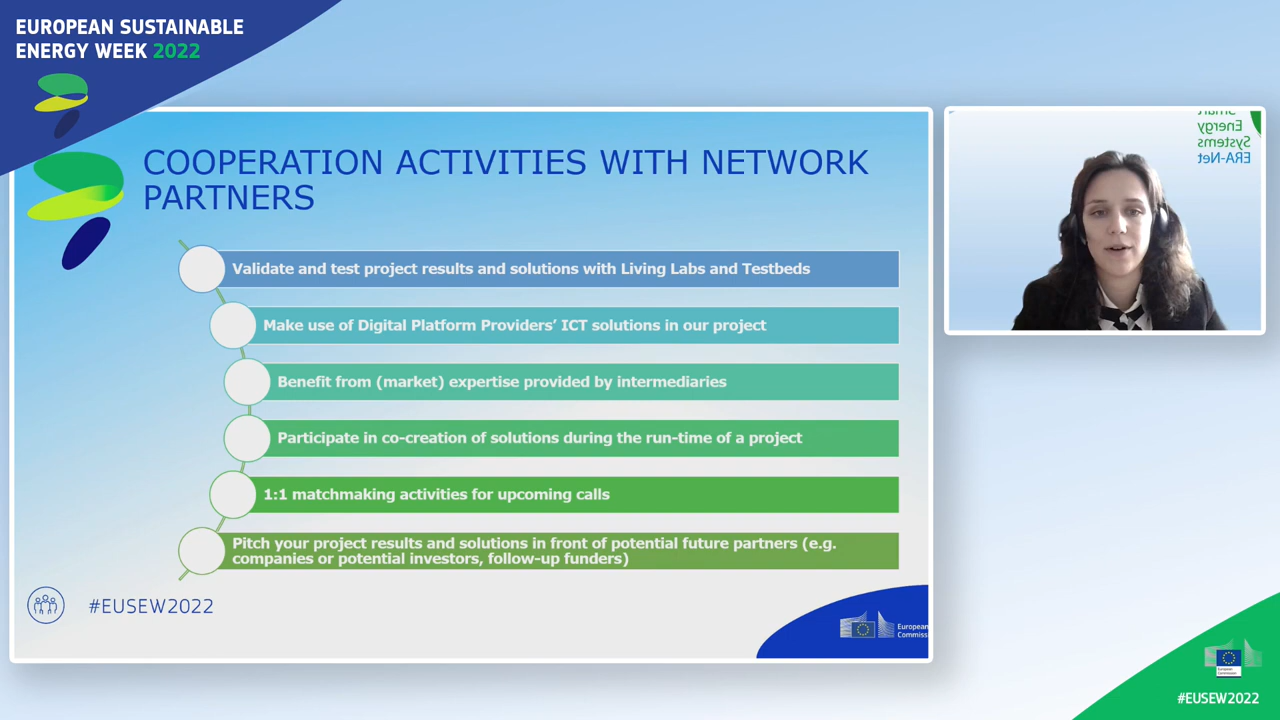 EUROPEAN SUSTAINABLE
ENERGY WEEK 2022
COOPERATION ACTIVITIES WITH NETWORK
PARTNERS
Validate and test project results and solutions with Living Labs and Testbeds
Make use of Digital Platform Providers’ ICT solutions in our project
Benefit from (market) expertise provided by intermediaries
Participate in co-creation of solutions during the run-time of a project
1:1 matchmaking activities for upcoming calls
Pitch your project results and solutions in front of potential future partners (e.g.
companies or potential investors, follow-up funders)
#EUSEW2022
European
Commis
Smart
Energy
Systems
ERA-Net
European
Commission
#EUSEW2022